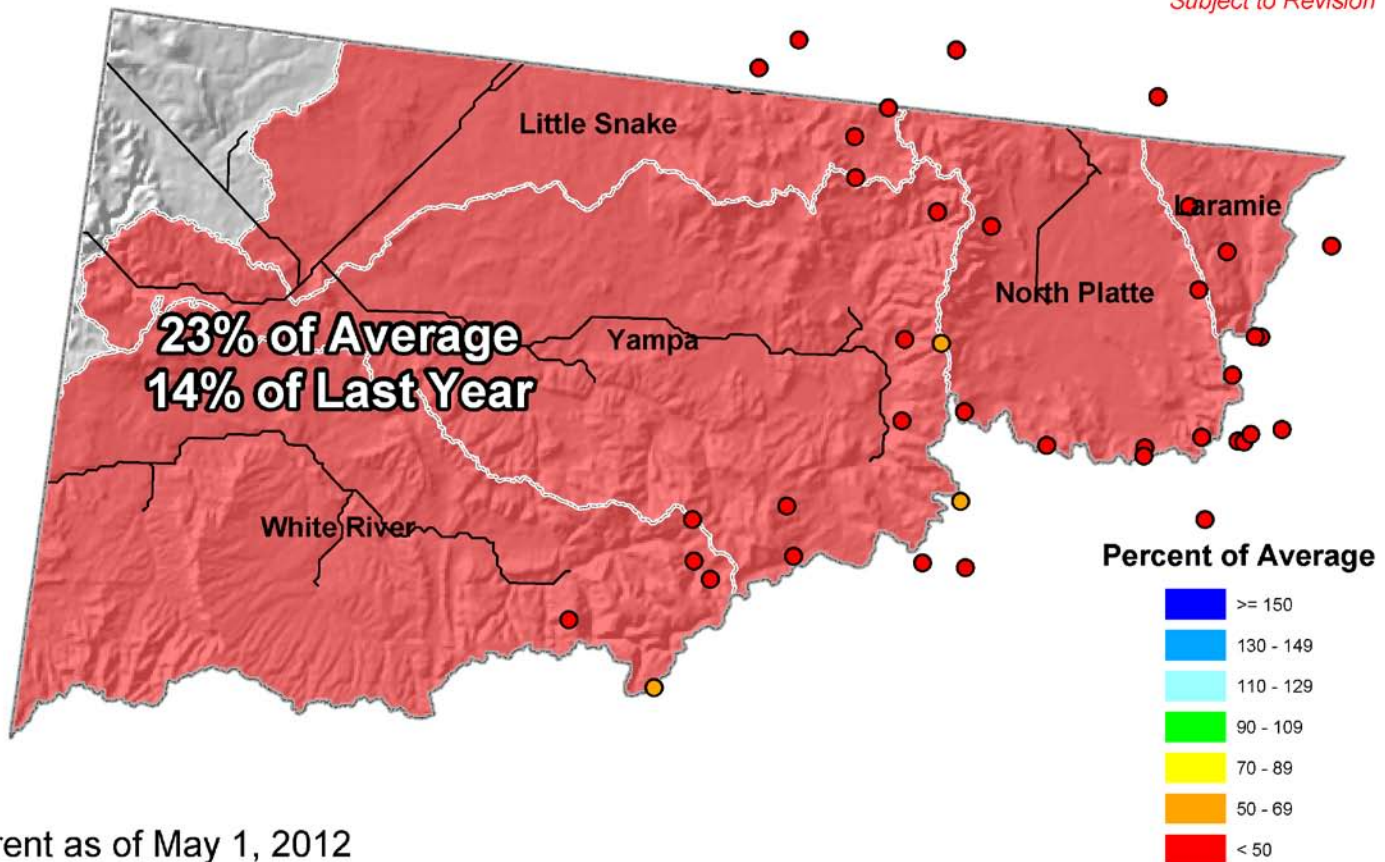 Subject to Revision
Little Snake
Laramie
North Platte
23% of Average
14% of Last Year
Yampa
White River
Percent of Average
>= 150
130 - 149
110 - 129
90 - 109
70 - 89
50 - 69
< 50
rent as of May 1, 2012